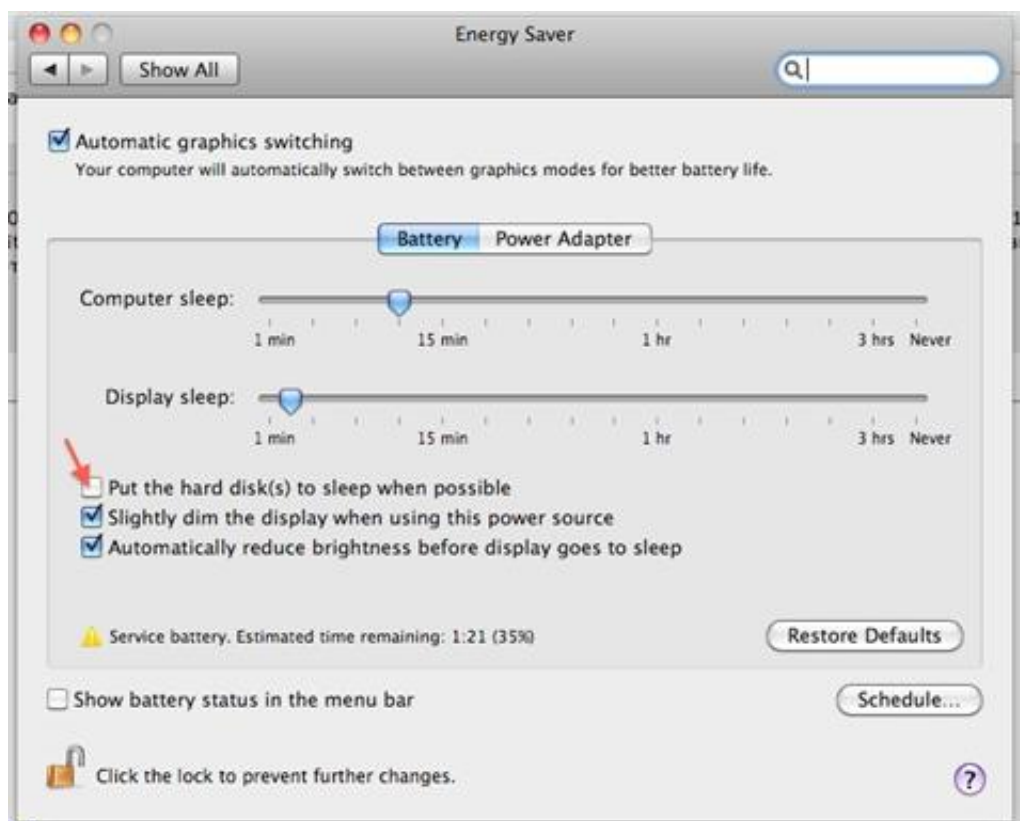 Energy Saver
Show All
Automatic graphics switching
Your computer will automatically switch between graphics modes for better battery life.
Battery Power Adapter
Computer sleep:
1 min 15 min 1 hr 3 hrs Never
Display sleep:
1 min 15 min 1 hr 3 hrs Never
Put the hard disk(s) to sleep when possible
Slightly dim the display when using this power source
Automatically reduce brightness before display goes to sleep
Service battery. Estimated time remaining: 1:21 (35%)
Restore Defaults
Show battery status in the menu bar
Schedule...
Click the lock to prevent further changes.
?